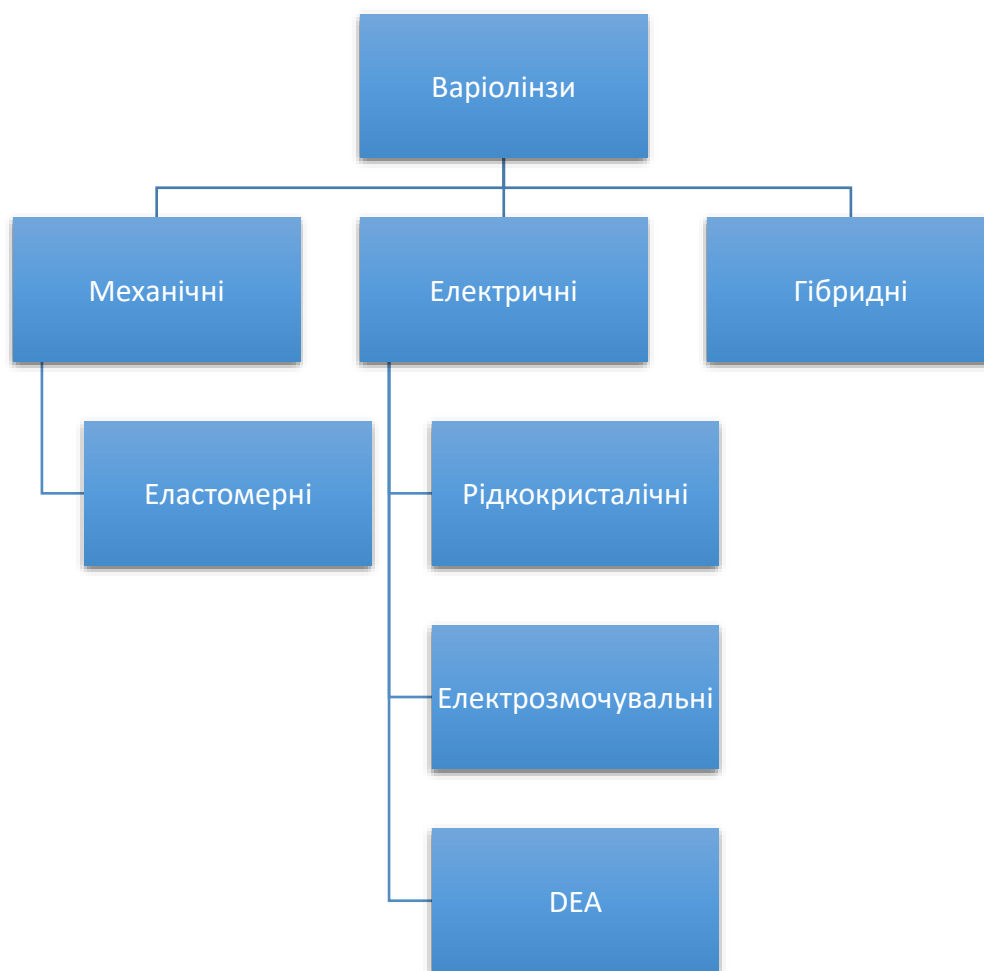 Варіолінзи
Механічні
Електричні
Гібридні
Еластомерні
Рідкокристалічні
Електрозмочувальні
DEA